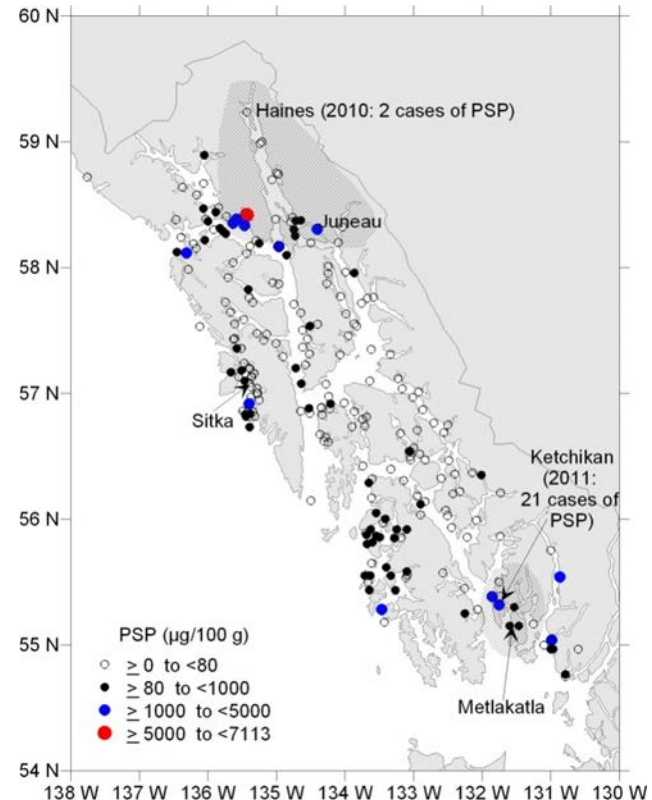 60 N
Haines (2010: 2 cases of PSP)
59 N
Juneau
58 N
57 N
Sitka
Ketchikan
(2011:
21 cases of
PSP)
56 N
55 N
PSP (µg/100 g)
≥ 0 to <80
≥ 80 to <1000
≥ 1000 to <5000
≥ 5000 to <7113
Metlakatla
54 N
138 W 137 W 136 W 135 W 134 W 133 W 132 W 131 W 130 W